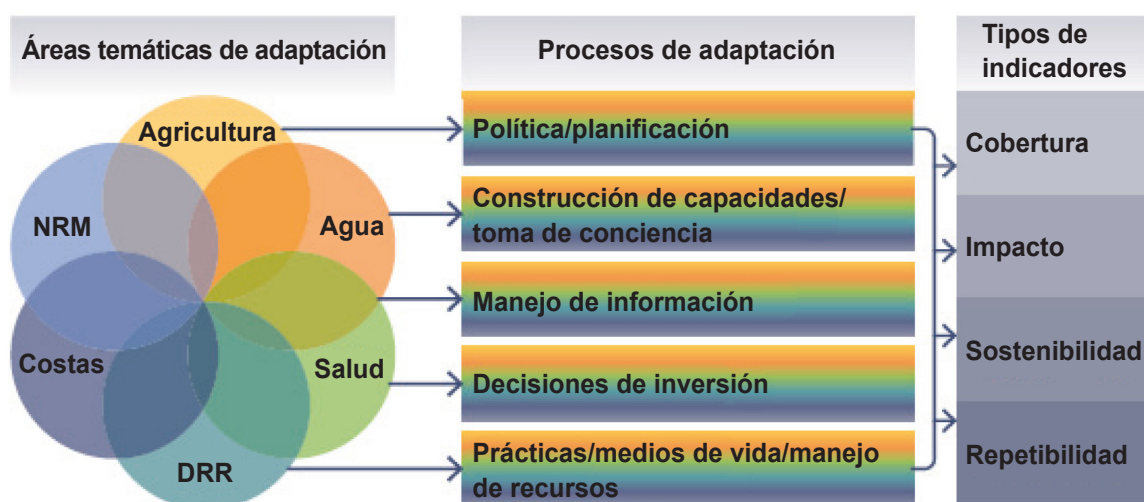 Áreas temáticas de adaptación
Agricultura
NRM
Agua
Costas
Salud
DRR
Procesos de adaptación
Política/planificación
Construcción de capacidades/
toma de conciencia
Manejo de información
Decisiones de inversión
Prácticas/medios de vida/manejo
de recursos
Tipos de
indicadores
Cobertura
Impacto
Sostenibilidad
Repetibilidad